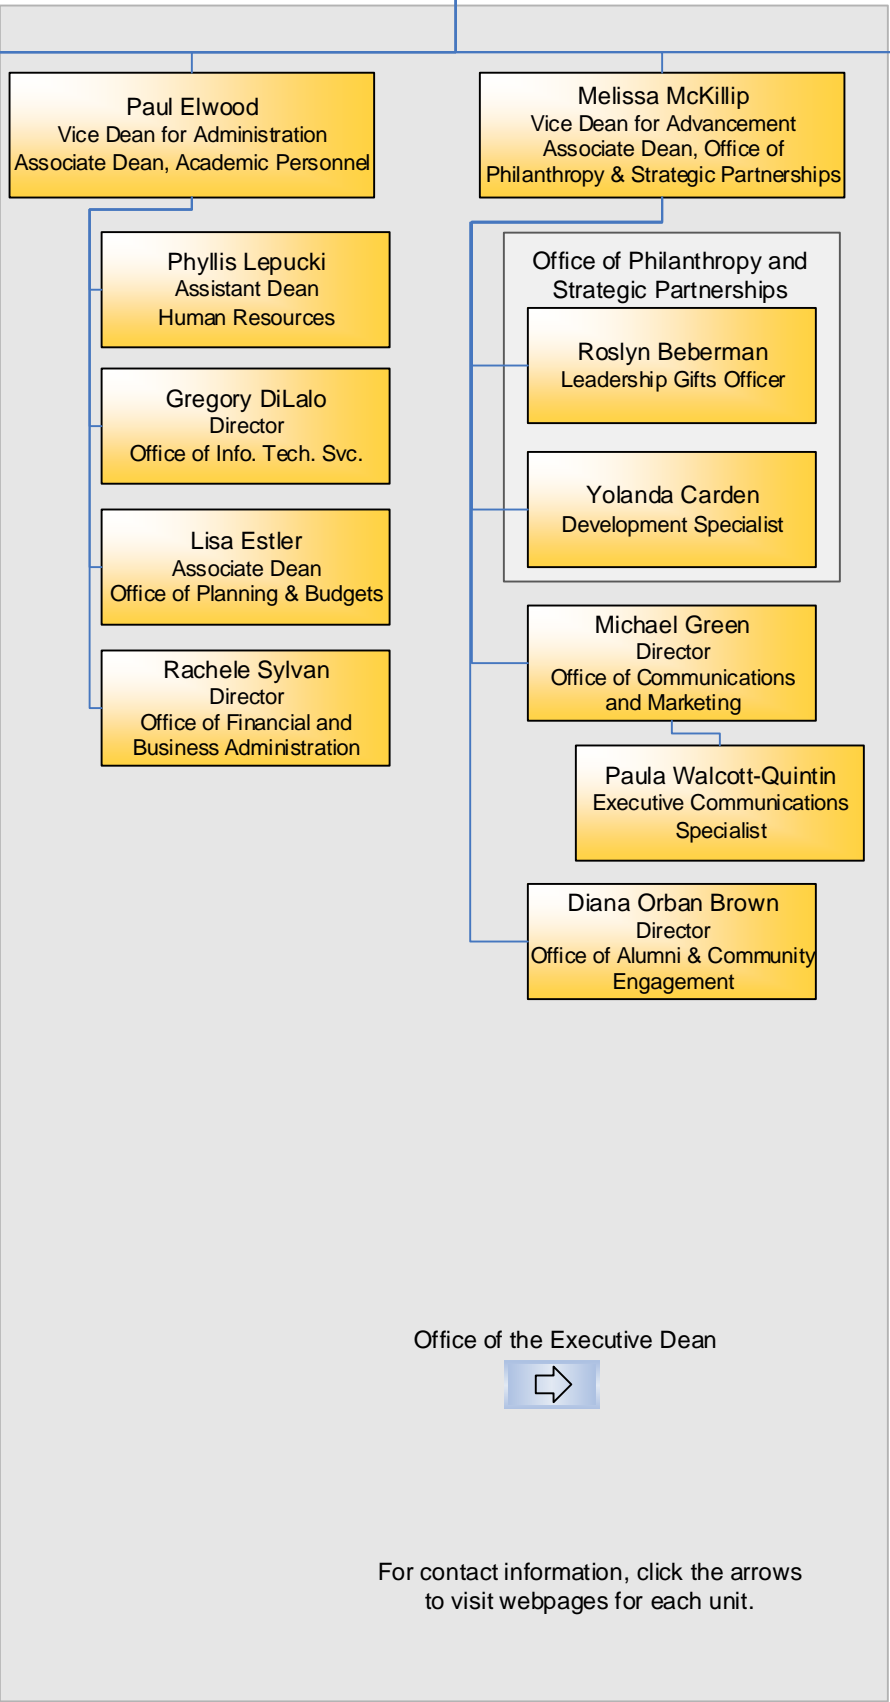 Paul Elwood
Vice Dean for Administration
Associate Dean, Academic Personnel
Phyllis Lepucki
Assistant Dean
Human Resources
Gregory DiLalo
Director
Office of Info. Tech. Svc.
Lisa Estler
Associate Dean
Office of Planning & Budgets
Rachele Sylvan
Director
Office of Financial and
Business Administration
Melissa McKillip
Vice Dean for Advancement
Associate Dean, Office of
Philanthropy & Strategic Partnerships
Office of Philanthropy and
Strategic Partnerships
Roslyn Beberman
Leadership Gifts Officer
Yolanda Carden
Development Specialist
Michael Green
Director
Office of Communications
and Marketing
Paula Walcott-Quintin
Executive Communications
Specialist
Diana Orban Brown
Director
Office of Alumni & Community
Engagement
Office of the Executive Dean
For contact information, click the arrows
to visit webpages for each unit.